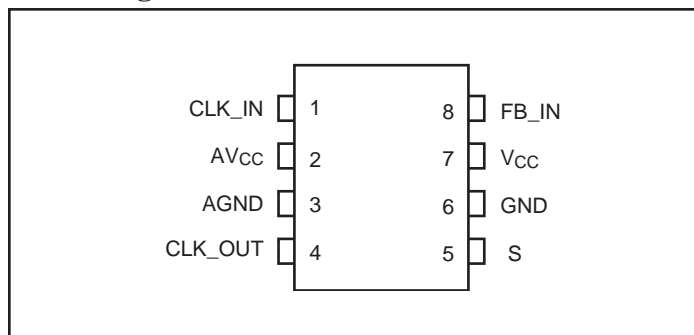 CLK_IN 1 8 FB_IN
AVCC 2 7 VCC
AGND 3 6 GND
CLK_OUT 4 5 S